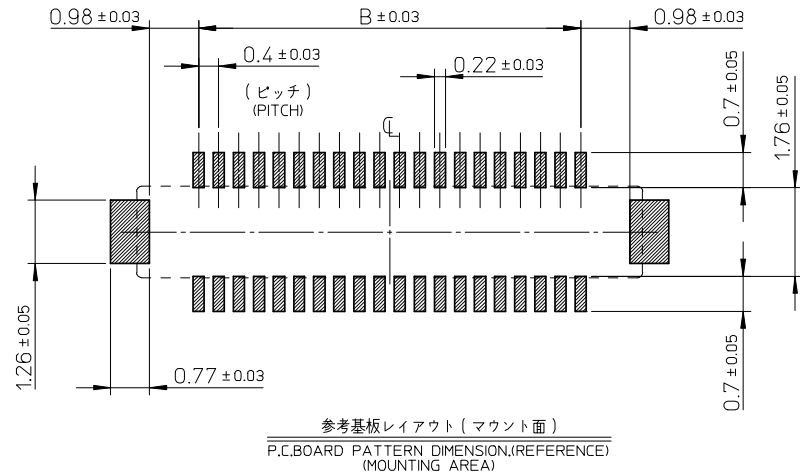 0.98 ±0.03
B ±0.03
0.98 ±0.03
0.4 ±0.03
0.22 ±0.03
(ピッチ)
(PITCH)
℄
0.7 ±0.05
1.76 ±0.05
1.26 ±0.05
0.77 ±0.03
0.7 ±0.05
参考基板レイアウト(マウント面)
P.C.BOARD PATTERN DIMENSION.(REFERENCE)
(MOUNTING AREA)